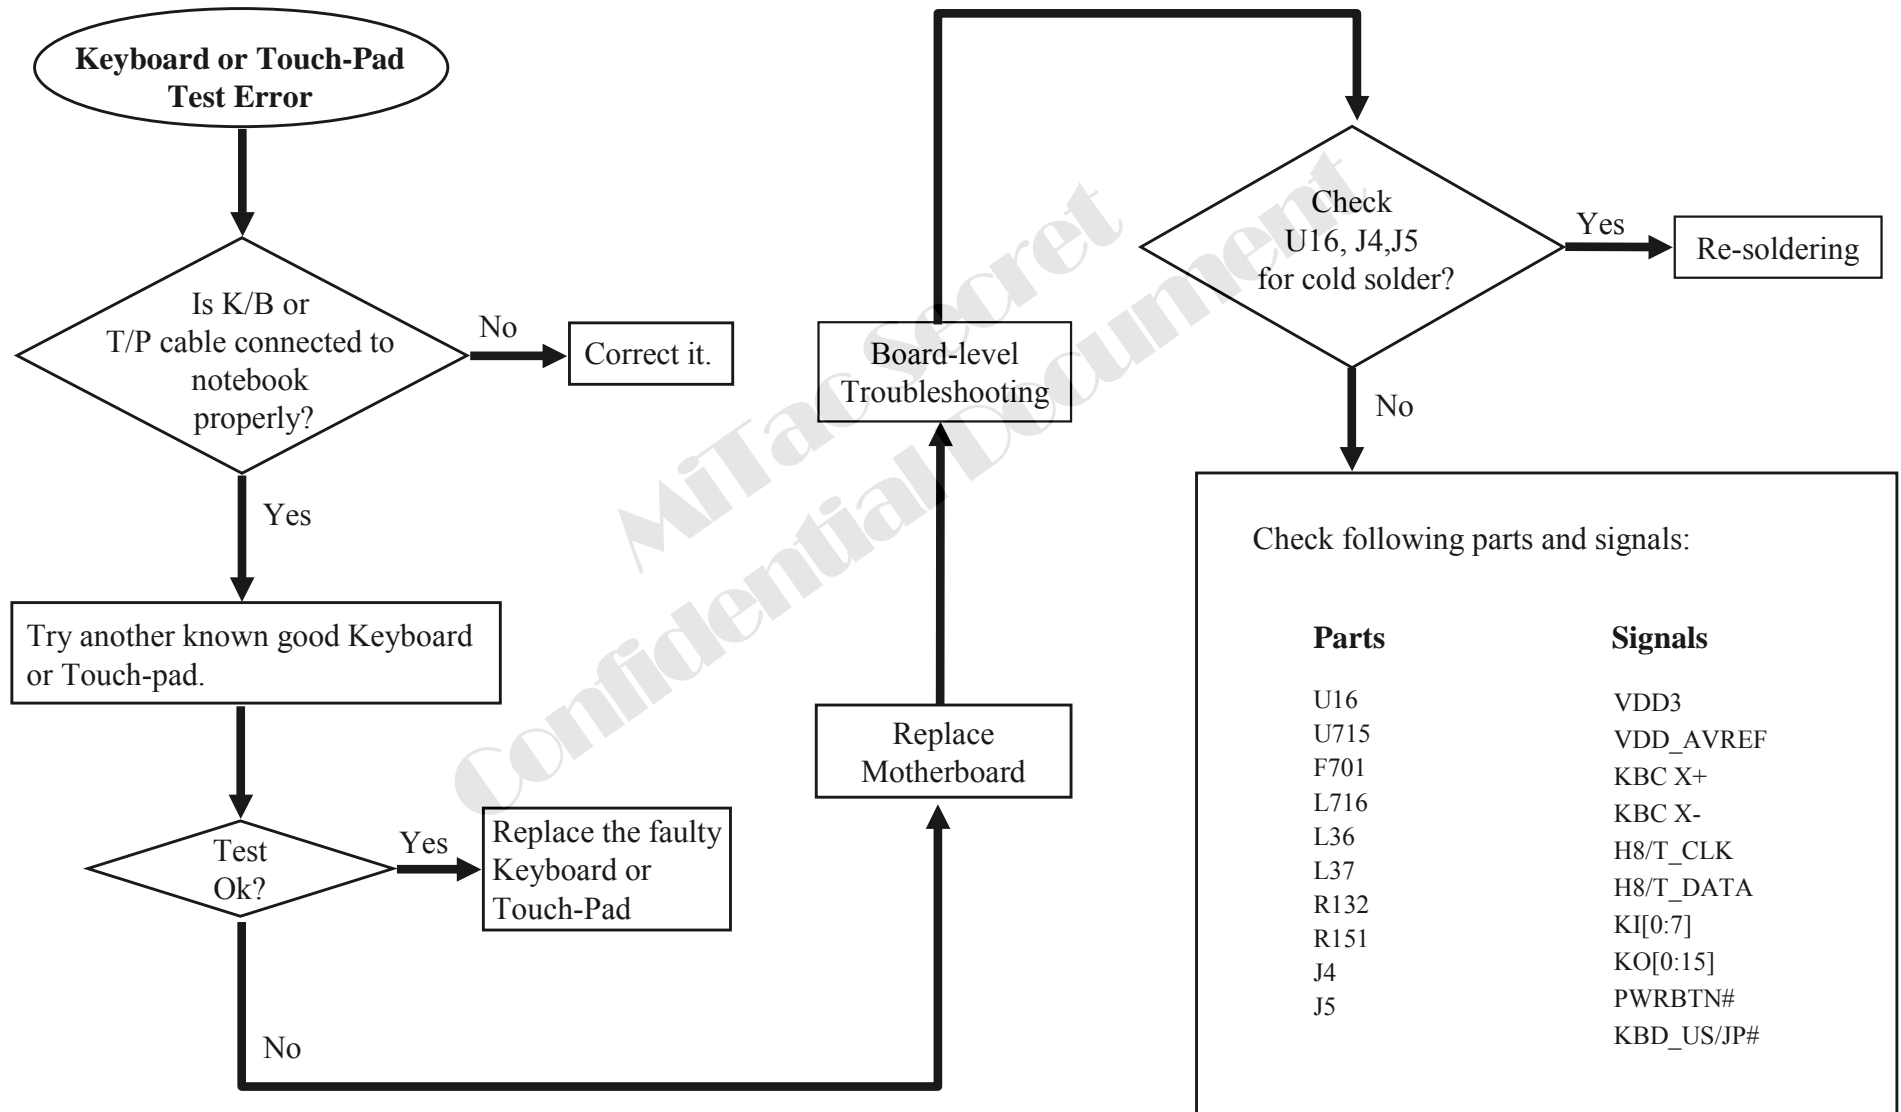 Keyboard or Touch-Pad
Test Error
Is K/B or
T/P cable connected to
notebook
properly?
No
Correct it.
Yes
Try another known good Keyboard
or Touch-pad.
Test
Ok?
Yes
Replace the faulty
Keyboard or
Touch-Pad
No
Replace
Motherboard
Board-level
Troubleshooting
Check
U16, J4,J5
for cold solder?
Yes
Re-soldering
No
Check following parts and signals:
Parts
U16
U715
F701
L716
L36
L37
R132
R151
J4
J5
Signals
VDD3
VDD_AVREF
KBC X+
KBC X-
H8/T_CLK
H8/T_DATA
KI[0:7]
KO[0:15]
PWRBTN#
KBD_US/JP#
MiTac Secret
Confidential Document